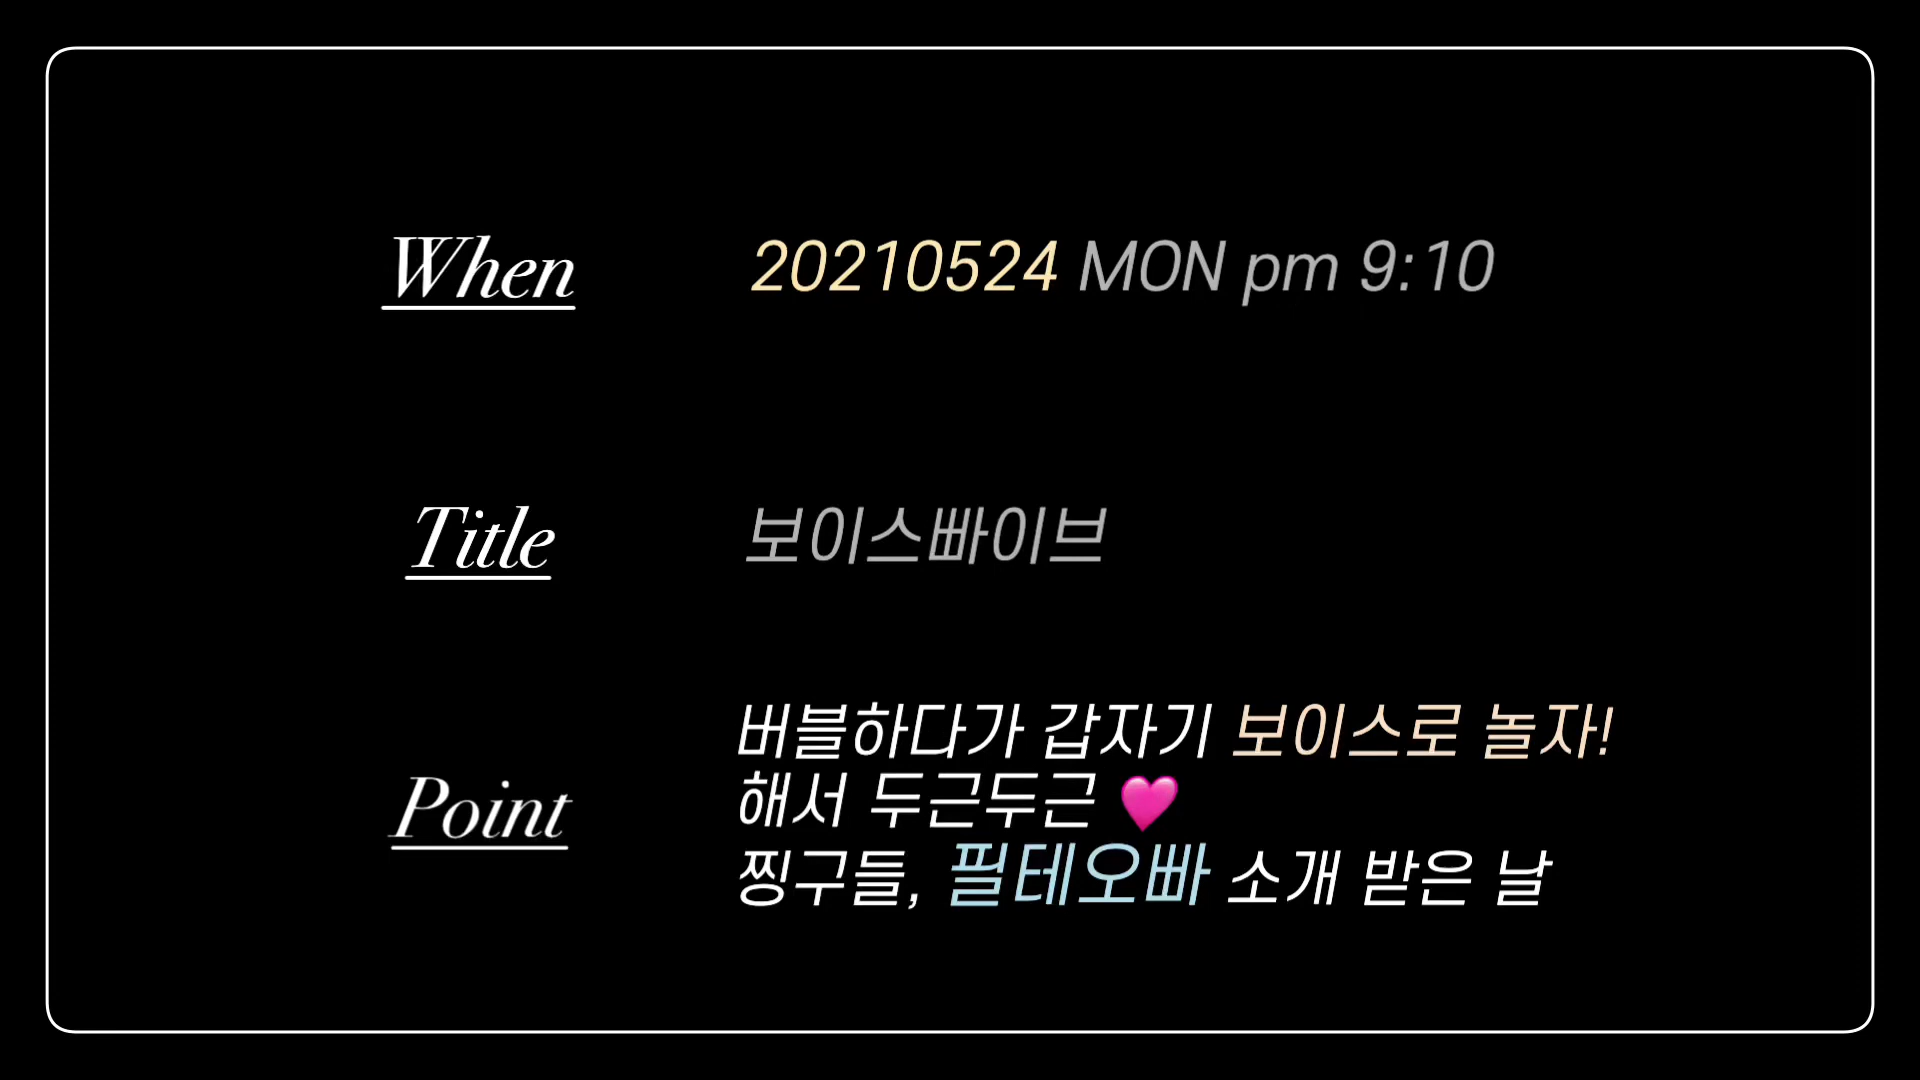 When
20210524 MON pm 9:10
Title
보이스빠이브
Point
버블하다가 갑자기 보이스로 놀자!
해서 두근두근 🩷
찡구들, 필테오빠 소개 받은 날